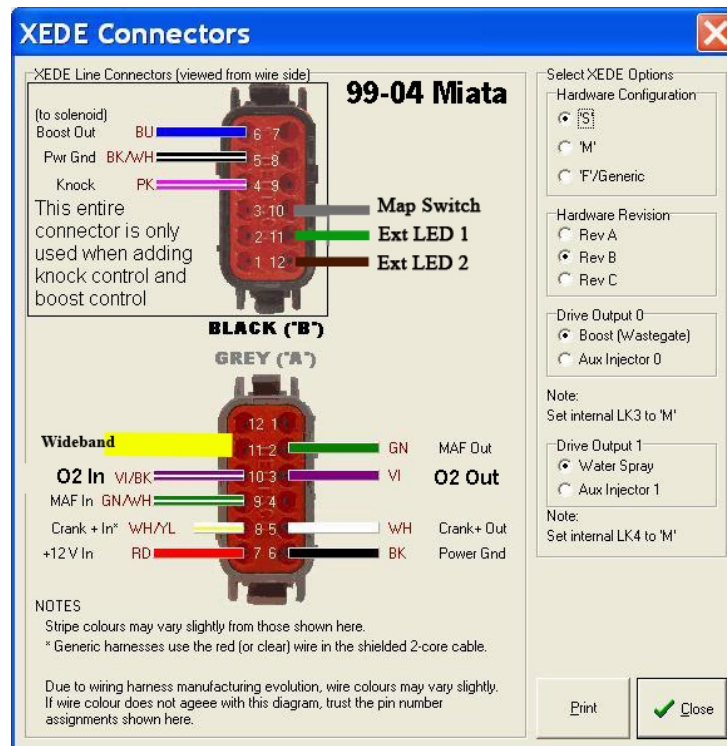 XEDE Connectors
XEDE Line Connectors (viewed from wire side)
99-04 Miata
(to solenoid)
Boost Out BU 6 7
Pwr Gnd BK/WH 5 8
Knock PK 4 9
This entire
connector is only
used when adding
knock control and
boost control
3 10 Map Switch
2 11 Ext LED 1
1 12 Ext LED 2
BLACK ("B")
GREY ("A")
12 1
Wideband 11 2 GN MAF Out
O2 In VI/BK 10 3 VI O2 Out
MAF In GN/WH 9 4
Crank + In* WH/YL 8 5 WH Crank+ Out
+12 V In RD 7 6 BK Power Gnd
NOTES
Stripe colours may vary slightly from those shown here.
* Generic harnesses use the red (or clear) wire in the shielded 2-core cable.
Due to wiring harness manufacturing evolution, wire colours may vary slightly.
If wire colour does not ageee with this diagram, trust the pin number
assignments shown here.
Select XEDE Options
Hardware Configuration
'S'
'M'
'F'/Generic
Hardware Revision
Rev A
Rev B
Rev C
Drive Output 0
Boost (Wastegate)
Aux Injector 0
Note:
Set internal LK3 to 'M'
Drive Output 1
Water Spray
Aux Injector 1
Note:
Set internal LK4 to 'M'
Print
Close